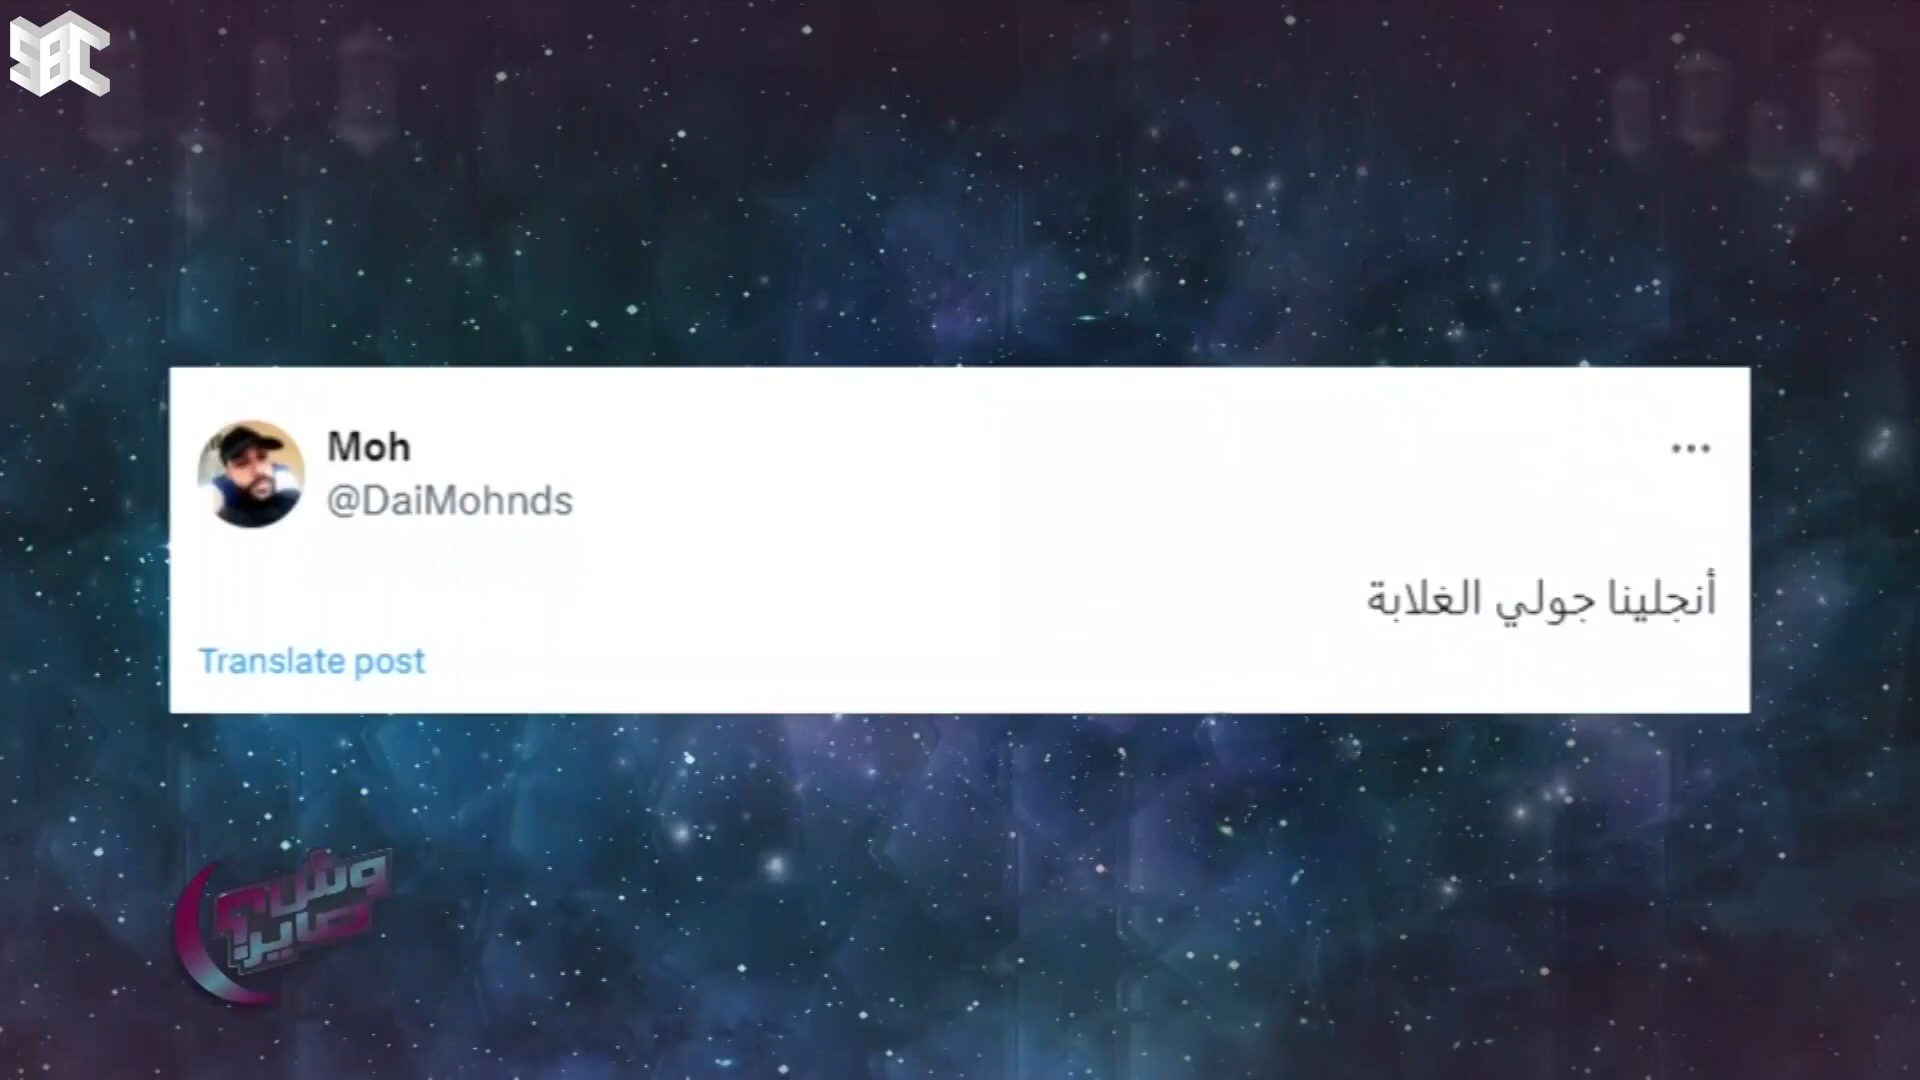 SBC
Moh
@DaiMohnds
أنجلينا جولي الغلابة
Translate post
وش
صاير؟